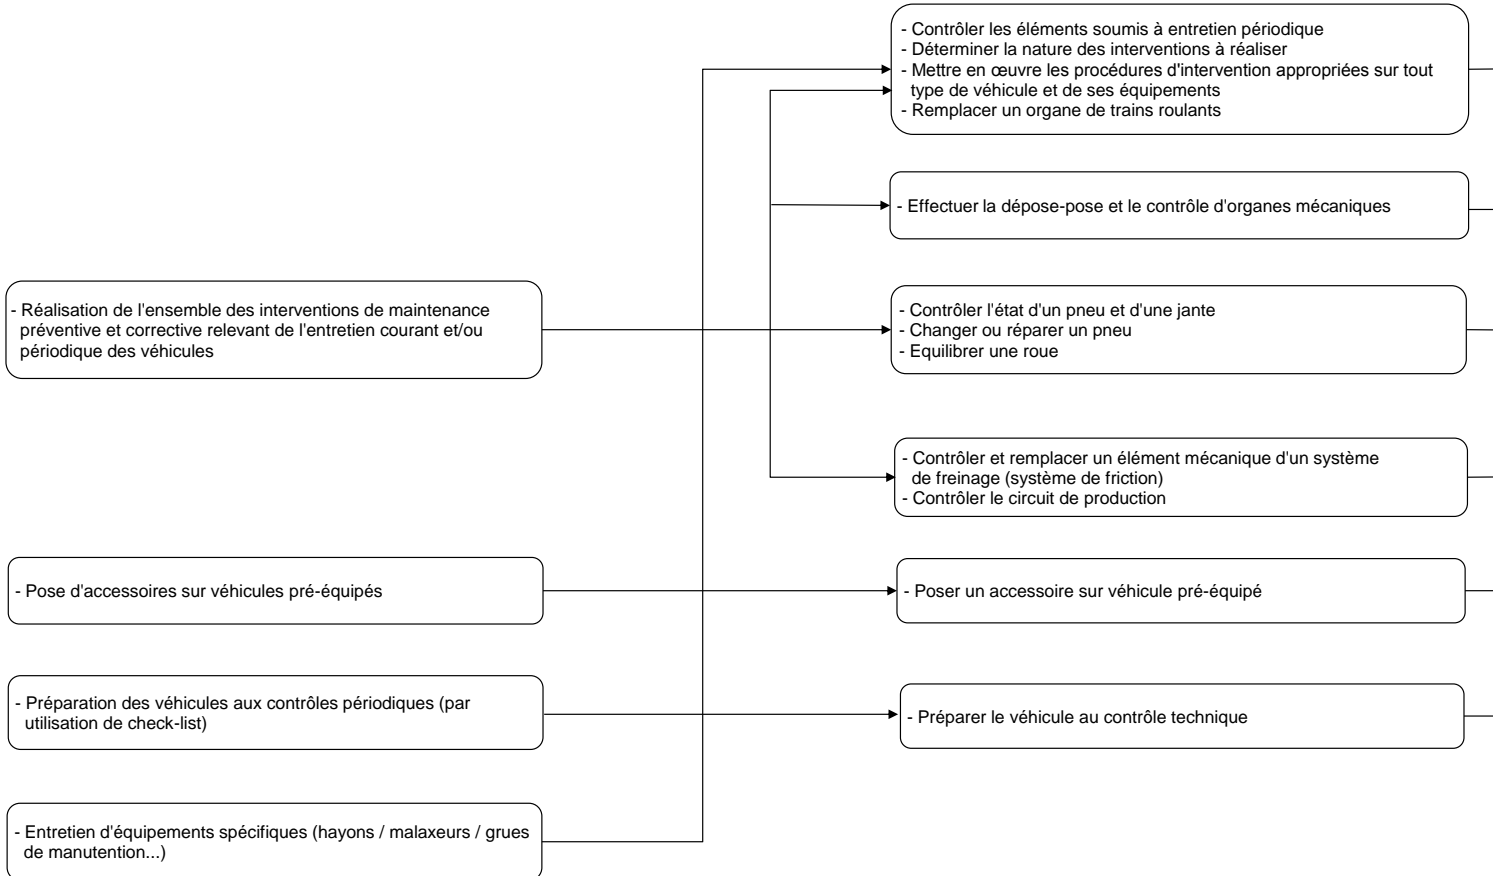 - Contrôler les éléments soumis à entretien périodique
- Déterminer la nature des interventions à réaliser
- Mettre en œuvre les procédures d'intervention appropriées sur tout
type de véhicule et de ses équipements
- Remplacer un organe de trains roulants
- Effectuer la dépose-pose et le contrôle d'organes mécaniques
- Réalisation de l'ensemble des interventions de maintenance
préventive et corrective relevant de l'entretien courant et/ou
périodique des véhicules
- Contrôler l'état d'un pneu et d'une jante
- Changer ou réparer un pneu
- Equilibrer une roue
- Contrôler et remplacer un élément mécanique d'un système
de freinage (système de friction)
- Contrôler le circuit de production
- Pose d'accessoires sur véhicules pré-équipés
- Poser un accessoire sur véhicule pré-équipé
- Préparation des véhicules aux contrôles périodiques (par
utilisation de check-list)
- Préparer le véhicule au contrôle technique
- Entretien d'équipements spécifiques (hayons / malaxeurs / grues
de manutention...)